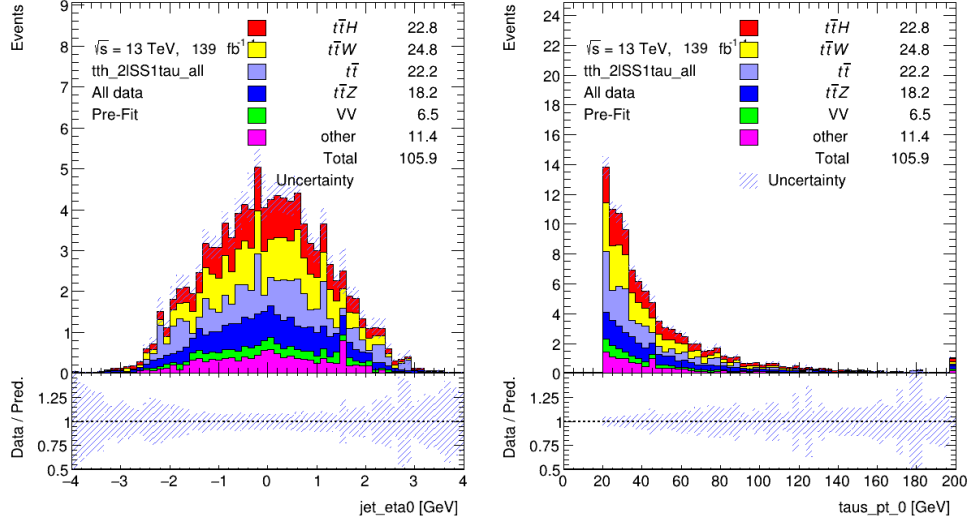 Events
9
8
7
6
5
4
3
2
1
0
√s = 13 TeV, 139 fb⁻¹
tth_2lSS1tau_all
All data
Pre-Fit
tt̄H 22.8
tt̄W 24.8
tt̄ 22.2
tt̄Z 18.2
VV 6.5
other 11.4
Total 105.9
Uncertainty
Data / Pred.
1.25
1
0.75
0.5
−4 −3 −2 −1 0 1 2 3 4
jet_eta0 [GeV]
Events
24
22
20
18
16
14
12
10
8
6
4
2
0
√s = 13 TeV, 139 fb⁻¹
tth_2lSS1tau_all
All data
Pre-Fit
tt̄H 22.8
tt̄W 24.8
tt̄ 22.2
tt̄Z 18.2
VV 6.5
other 11.4
Total 105.9
Uncertainty
Data / Pred.
1.25
1
0.75
0.5
0 20 40 60 80 100 120 140 160 180 200
taus_pt_0 [GeV]